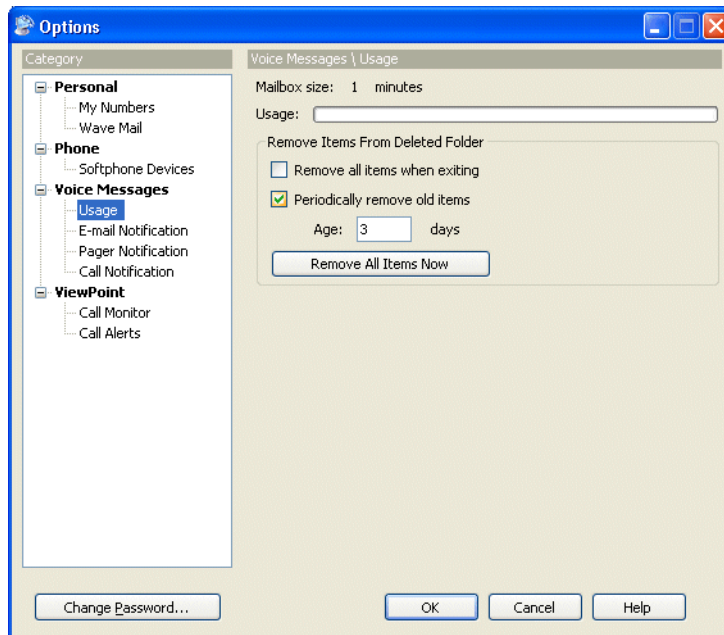 Options
Category
Personal
My Numbers
Wave Mail
Phone
Softphone Devices
Voice Messages
Usage
E-mail Notification
Pager Notification
Call Notification
ViewPoint
Call Monitor
Call Alerts
Voice Messages \ Usage
Mailbox size: 1 minutes
Usage:
Remove Items From Deleted Folder
Remove all items when exiting
Periodically remove old items
Age: 3 days
Remove All Items Now
Change Password...
OK Cancel Help